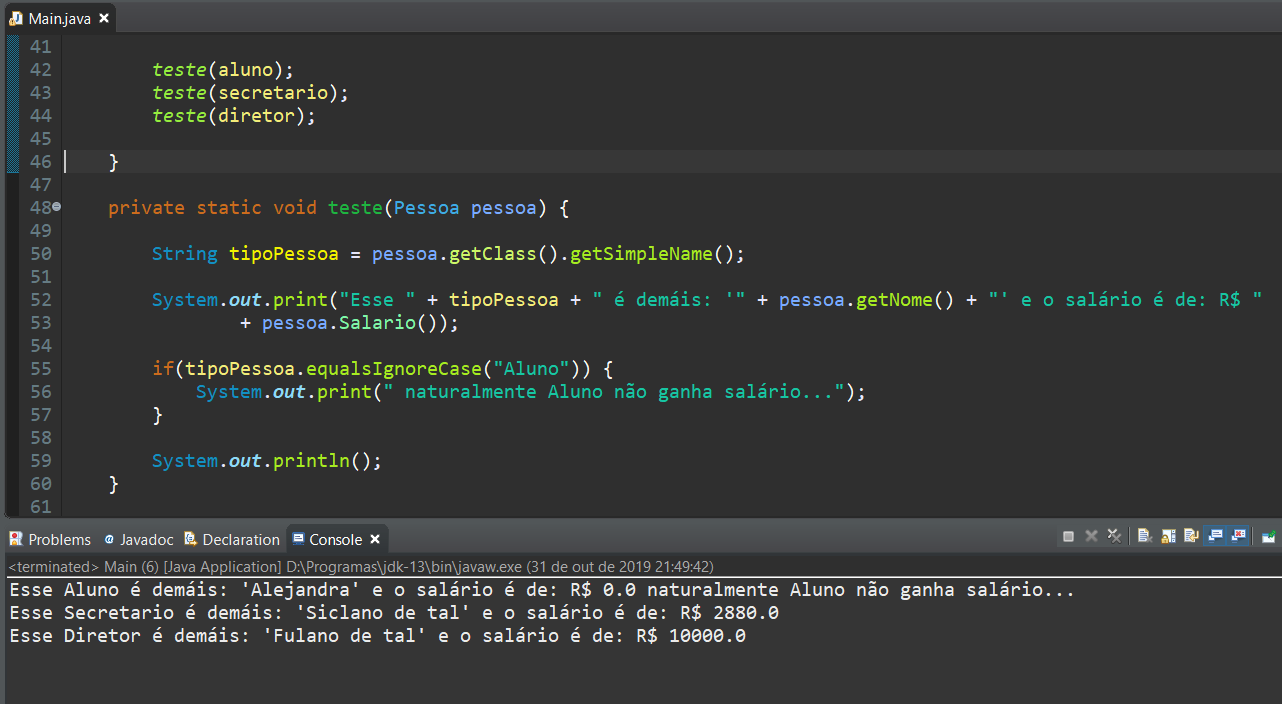 Main.java
41
42 teste(aluno);
43 teste(secretario);
44 teste(diretor);
45
46 }
47
48 private static void teste(Pessoa pessoa) {
49
50 String tipoPessoa = pessoa.getClass().getSimpleName();
51
52 System.out.print("Esse " + tipoPessoa + " é demáis: '" + pessoa.getNome() + "' e o salário é de: R$ "
53 + pessoa.Salario());
54
55 if(tipoPessoa.equalsIgnoreCase("Aluno")) {
56 System.out.print(" naturalmente Aluno não ganha salário...");
57 }
58
59 System.out.println();
60 }
61
Problems @ Javadoc Declaration Console
<terminated> Main (6) [Java Application] D:\Programas\jdk-13\bin\javaw.exe (31 de out de 2019 21:49:42)
Esse Aluno é demáis: 'Alejandra' e o salário é de: R$ 0.0 naturalmente Aluno não ganha salário...
Esse Secretario é demáis: 'Siclano de tal' e o salário é de: R$ 2880.0
Esse Diretor é demáis: 'Fulano de tal' e o salário é de: R$ 10000.0